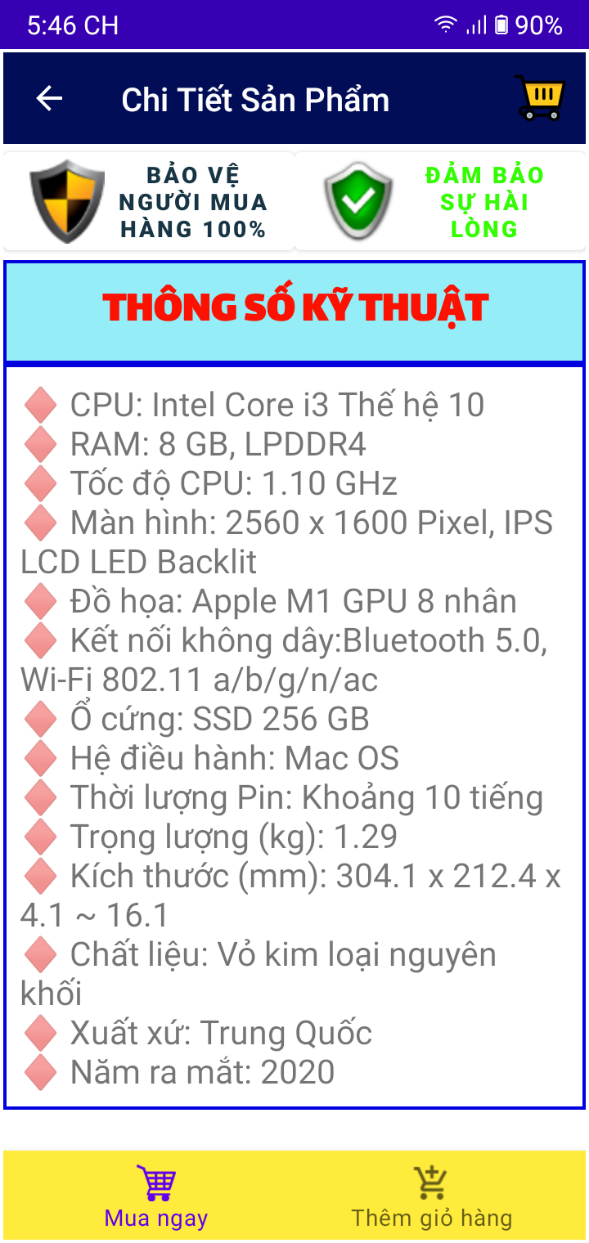 5:46 CH
90%
Chi Tiết Sản Phẩm
BẢO VỆ
NGƯỜI MUA
HÀNG 100%
ĐẢM BẢO
SỰ HÀI
LÒNG
THÔNG SỐ KỸ THUẬT
CPU: Intel Core i3 Thế hệ 10
RAM: 8 GB, LPDDR4
Tốc độ CPU: 1.10 GHz
Màn hình: 2560 x 1600 Pixel, IPS
LCD LED Backlit
Đồ họa: Apple M1 GPU 8 nhân
Kết nối không dây:Bluetooth 5.0,
Wi-Fi 802.11 a/b/g/n/ac
Ổ cứng: SSD 256 GB
Hệ điều hành: Mac OS
Thời lượng Pin: Khoảng 10 tiếng
Trọng lượng (kg): 1.29
Kích thước (mm): 304.1 x 212.4 x
4.1 ~ 16.1
Chất liệu: Vỏ kim loại nguyên
khối
Xuất xứ: Trung Quốc
Năm ra mắt: 2020
Mua ngay
Thêm giỏ hàng